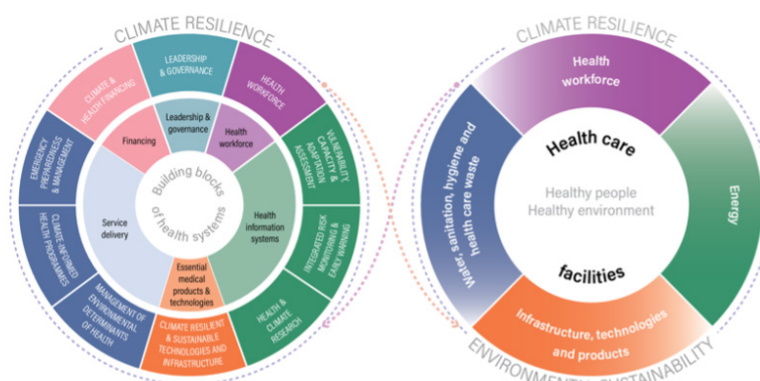 CLIMATE RESILIENCE
LEADERSHIP
& GOVERNANCE
HEALTH
WORKFORCE
VULNERABILITY,
CAPACITY &
ADAPTATION
ASSESSMENT
INTEGRATED RISK
MONITORING &
EARLY WARNING
HEALTH
& CLIMATE
RESEARCH
CLIMATE RESILIENT
& SUSTAINABLE
TECHNOLOGIES AND
INFRASTRUCTURE
MANAGEMENT OF
ENVIRONMENTAL
DETERMINANTS
OF HEALTH
CLIMATE-INFORMED
HEALTH PROGRAMMES
EMERGENCY
PREPAREDNESS
& MANAGEMENT
CLIMATE &
HEALTH FINANCING
Leadership &
governance
Health
workforce
Health
information
systems
Essential
medical
products &
technologies
Service
delivery
Financing
Building blocks
of health systems
CLIMATE RESILIENCE
Health
workforce
Energy
Infrastructure, technologies
and products
Water, sanitation, hygiene and
health care waste
Health care
Healthy people
Healthy environment
facilities
ENVIRONMENTAL SUSTAINABILITY